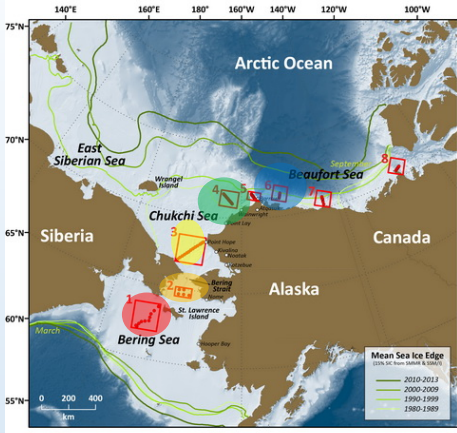 140°E
160°E
180°
160°W
140°W
120°W
100°W
75°N
70°N
65°N
60°N
55°N
Arctic Ocean
East
Siberian Sea
Wrangel
Island
September
Beaufort Sea
Chukchi Sea
1
2
3
4
5
6
7
8
Wainwright
Point Lay
Point Hope
Kivalina
Noatak
Siberia
Canada
Alaska
Bering
Strait
Nome
St. Lawrence
Island
Bering Sea
Hooper Bay
March
0 200 400
km
Mean Sea Ice Edge
(15% SIC from SMMR & SSM/I)
2010-2013
2000-2009
1990-1999
1980-1989